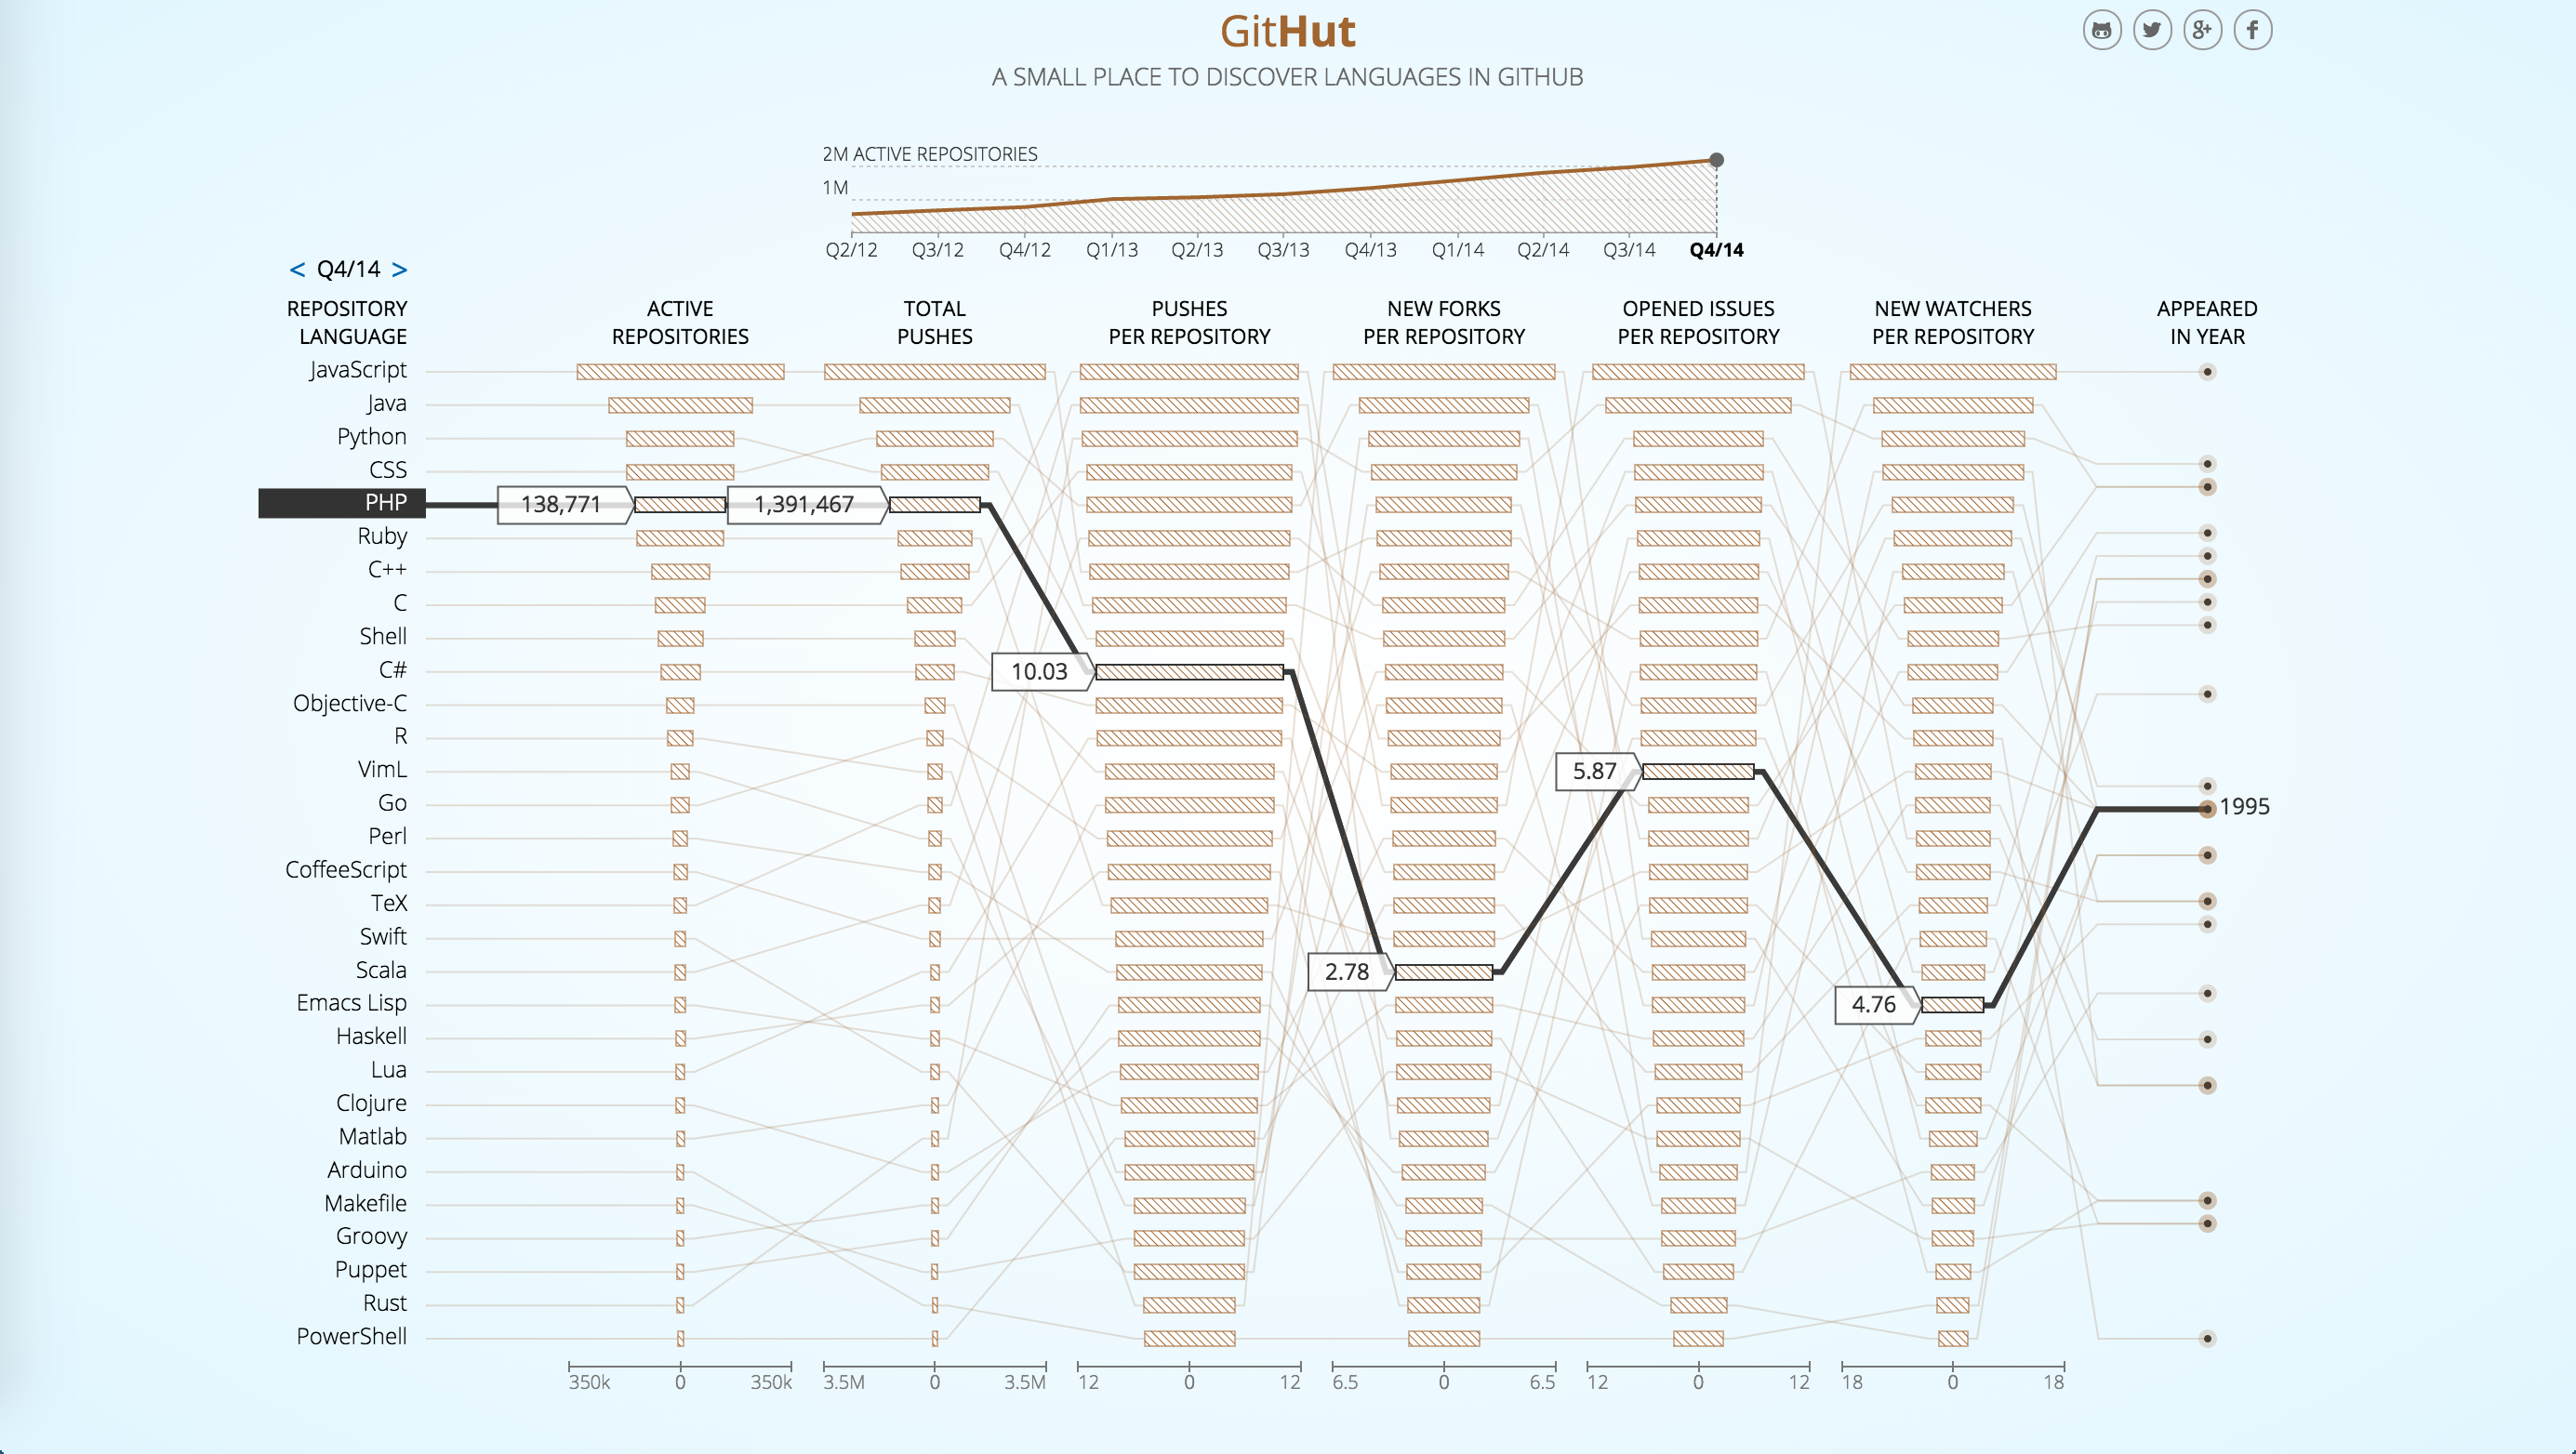 GitHut
A SMALL PLACE TO DISCOVER LANGUAGES IN GITHUB
2M ACTIVE REPOSITORIES
1M
Q2/12 Q3/12 Q4/12 Q1/13 Q2/13 Q3/13 Q4/13 Q1/14 Q2/14 Q3/14 Q4/14
< Q4/14 >
REPOSITORY LANGUAGE
ACTIVE REPOSITORIES
TOTAL PUSHES
PUSHES PER REPOSITORY
NEW FORKS PER REPOSITORY
OPENED ISSUES PER REPOSITORY
NEW WATCHERS PER REPOSITORY
APPEARED IN YEAR
JavaScript
Java
Python
CSS
PHP 138,771 1,391,467
Ruby
C++
C
Shell
C# 10.03
Objective-C
R
VimL 5.87
Go 1995
Perl
CoffeeScript
TeX
Swift
Scala 2.78
Emacs Lisp 4.76
Haskell
Lua
Clojure
Matlab
Arduino
Makefile
Groovy
Puppet
Rust
PowerShell
350k 0 350k 3.5M 0 3.5M 12 0 12 6.5 0 6.5 12 0 12 18 0 18